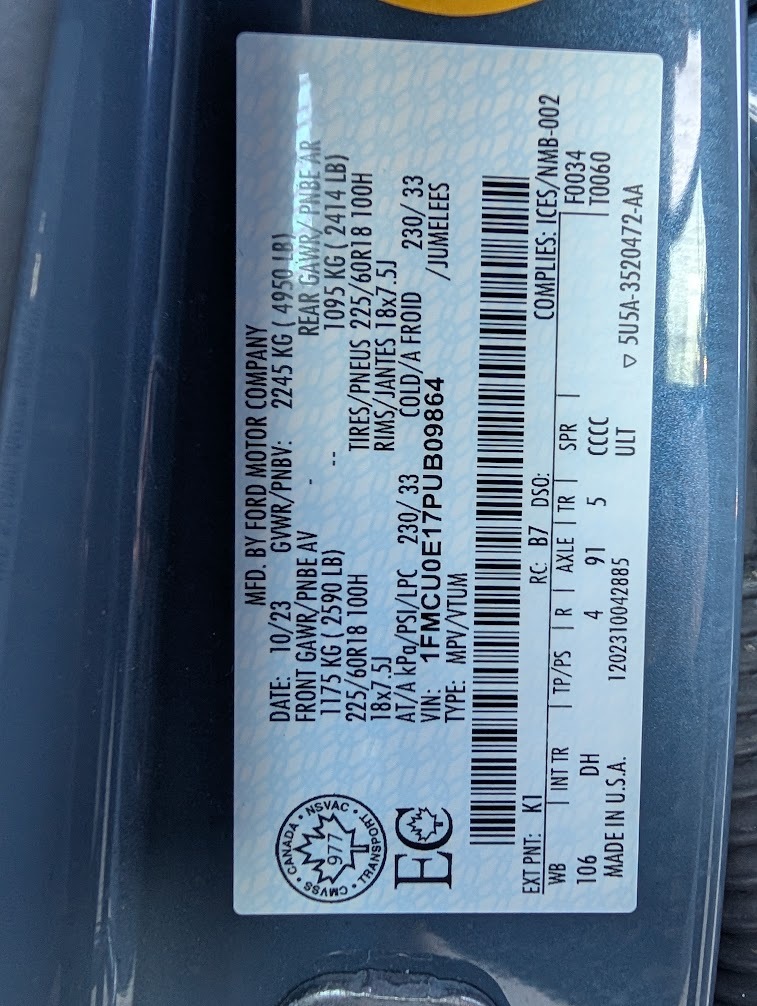 MFD. BY FORD MOTOR COMPANY
DATE: 10/23 GVWR/PNBV: 2245 KG ( 4950 LB)
FRONT GAWR/PNBE AV - REAR GAWR/ PNBE AR
1175 KG ( 2590 LB) -- 1095 KG ( 2414 LB)
225/60R18 100H TIRES/PNEUS 225/60R18 100H
18x7.5J RIMS/JANTES 18x7.5J
AT/A kPa/PSI/LPC 230/ 33 COLD/A FROID 230/ 33
VIN: 1FMCU0E17PUB09864 /JUMELEES
TYPE: MPV/VTUM
CANADA • NSVAC • TRANSPORT • CMVSS •
977
T
EC
EXT PNT: K1 RC: B7 DSO: COMPLIES: ICES/NMB-002
WB | INT TR | TP/PS | R | AXLE | TR | SPR | F0034
106 DH 4 91 5 CCCC T0060
MADE IN U.S.A. 1202310042885 ULT ▽ 5U5A-3520472-AA